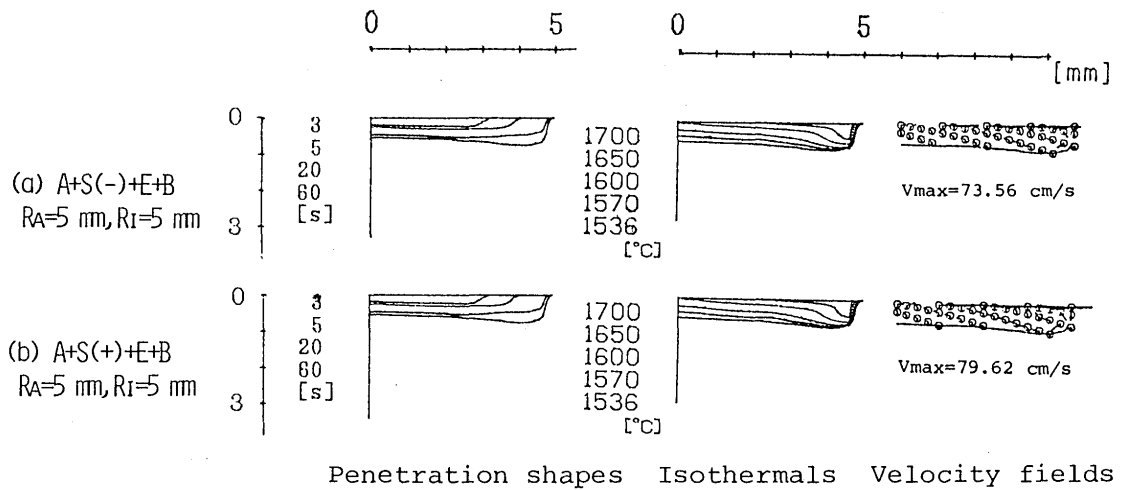 0 5 0 5
[mm]
0
3
5
20
60
[s]
3
(a) A+S(-)+E+B
RA=5 mm, RI=5 mm
1700
1650
1600
1570
1536
[°C]
Vmax=73.56 cm/s
0
3
5
20
60
[s]
3
(b) A+S(+)+E+B
RA=5 mm, RI=5 mm
1700
1650
1600
1570
1536
[°C]
Vmax=79.62 cm/s
Penetration shapes Isothermals Velocity fields